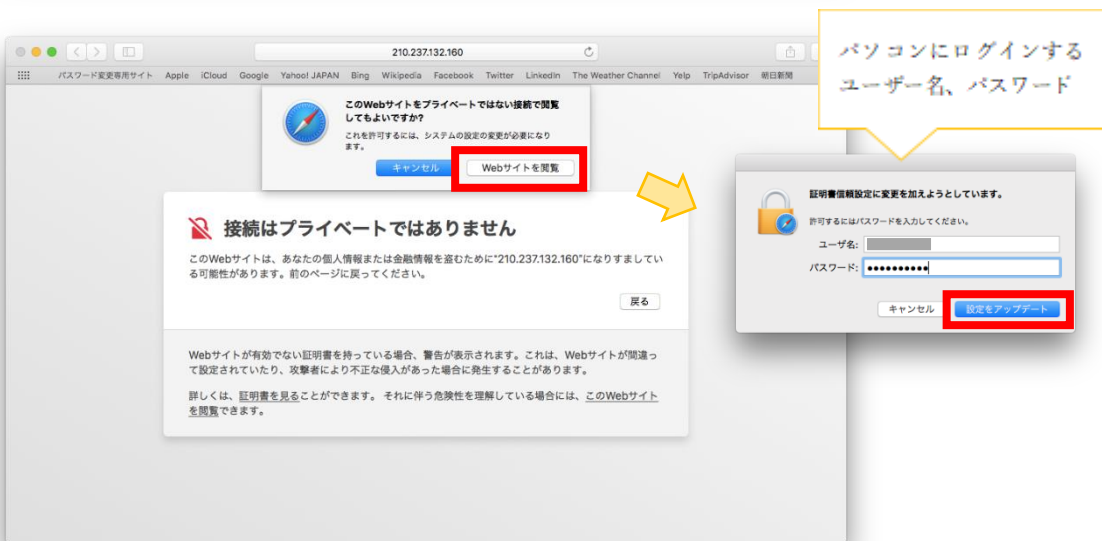 210.237.132.160
パスワード変更専用サイト Apple iCloud Google Yahoo! JAPAN Bing Wikipedia Facebook Twitter LinkedIn The Weather Channel Yelp TripAdvisor 朝日新聞
このWebサイトをプライベートではない接続で閲覧
してもよいですか?
これを許可するには、システムの設定の変更が必要になり
ます。
キャンセル
Webサイトを閲覧
接続はプライベートではありません
このWebサイトは、あなたの個人情報または金融情報を盗むために“210.237.132.160”になりすましてい
る可能性があります。前のページに戻ってください。
戻る
Webサイトが有効でない証明書を持っている場合、警告が表示されます。これは、Webサイトが間違っ
て設定されていたり、攻撃者により不正な侵入があった場合に発生することがあります。
詳しくは、証明書を見ることができます。 それに伴う危険性を理解している場合には、このWebサイト
を閲覧できます。
パソコンにログインする
ユーザー名、パスワード
証明書信頼設定に変更を加えようとしています。
許可するにはパスワードを入力してください。
ユーザ名:
パスワード: ●●●●●●●●●●
キャンセル
設定をアップデート